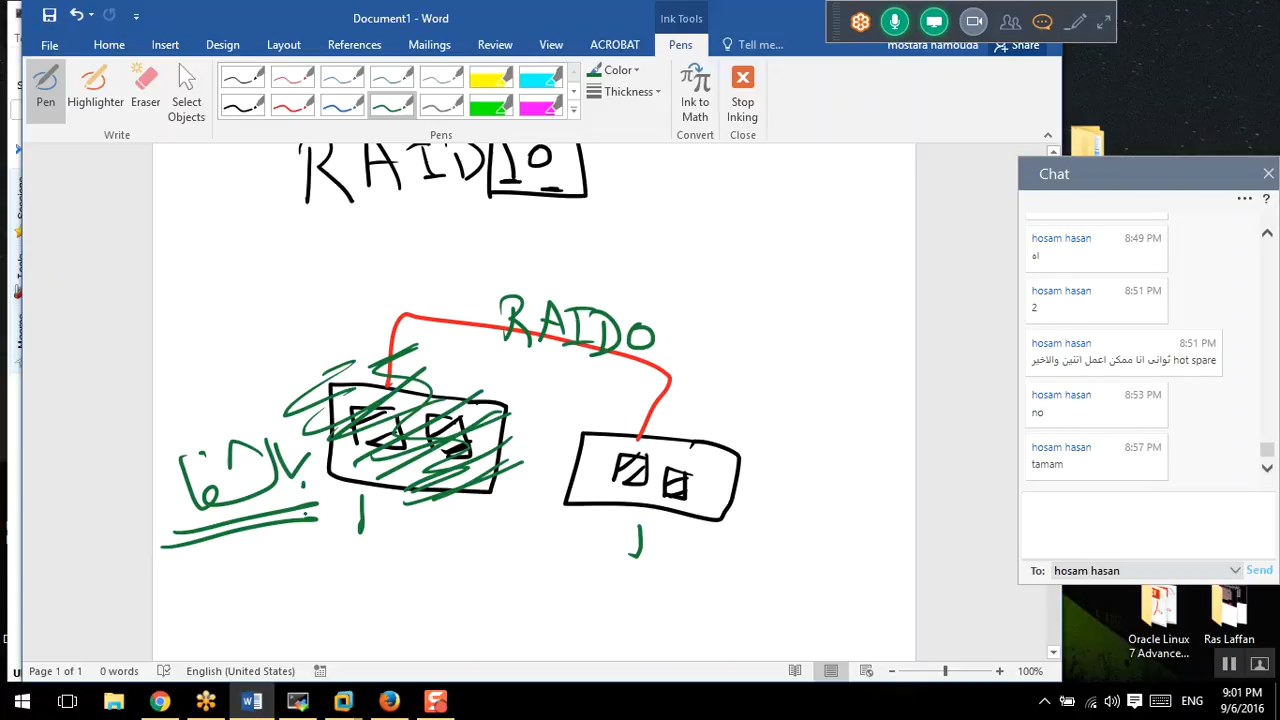 Document1 - Word
Ink Tools
File
Home
Insert
Design
Layout
References
Mailings
Review
View
ACROBAT
Pens
Tell me...
mostafa hamouda
Share
Pen
Highlighter
Eraser
Select
Objects
Color
Thickness
Ink to
Math
Stop
Inking
Write
Pens
Convert
Close
RAID 10
RAID0
1
Chat
hosam hasan 8:49 PM
اه
hosam hasan 8:51 PM
2
hosam hasan 8:51 PM
ثوانى انا ممكن اعمل اتنين والاخير hot spare
hosam hasan 8:53 PM
no
hosam hasan 8:57 PM
tamam
To: hosam hasan Send
Oracle Linux
7 Advance...
Ras Laffan
Page 1 of 1
0 words
English (United States)
100%
ENG
9:01 PM
9/6/2016